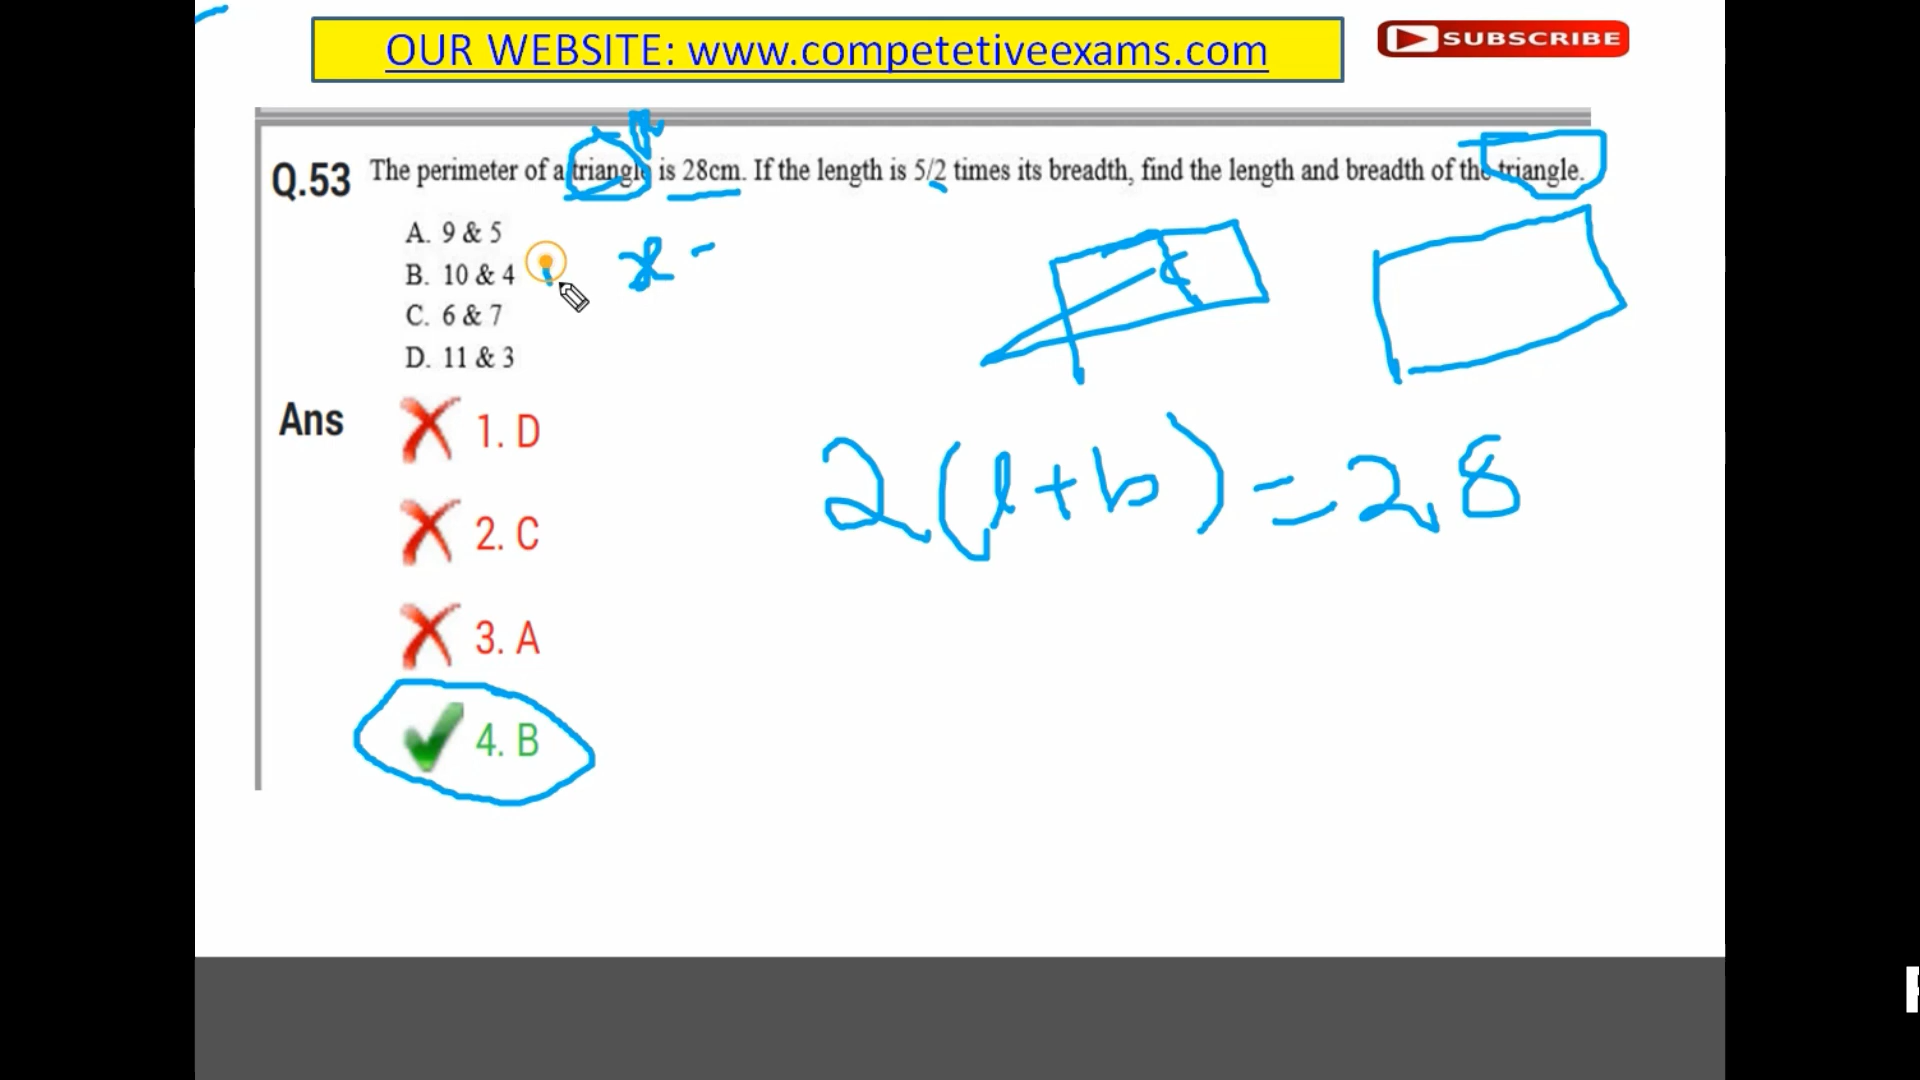 OUR WEBSITE: www.competetiveexams.com
SUBSCRIBE
Q.53 The perimeter of a triangle is 28cm. If the length is 5/2 times its breadth, find the length and breadth of the triangle.
A. 9 & 5
B. 10 & 4
C. 6 & 7
D. 11 & 3
Ans
1. D
2. C
3. A
4. B
2(l+b)=28